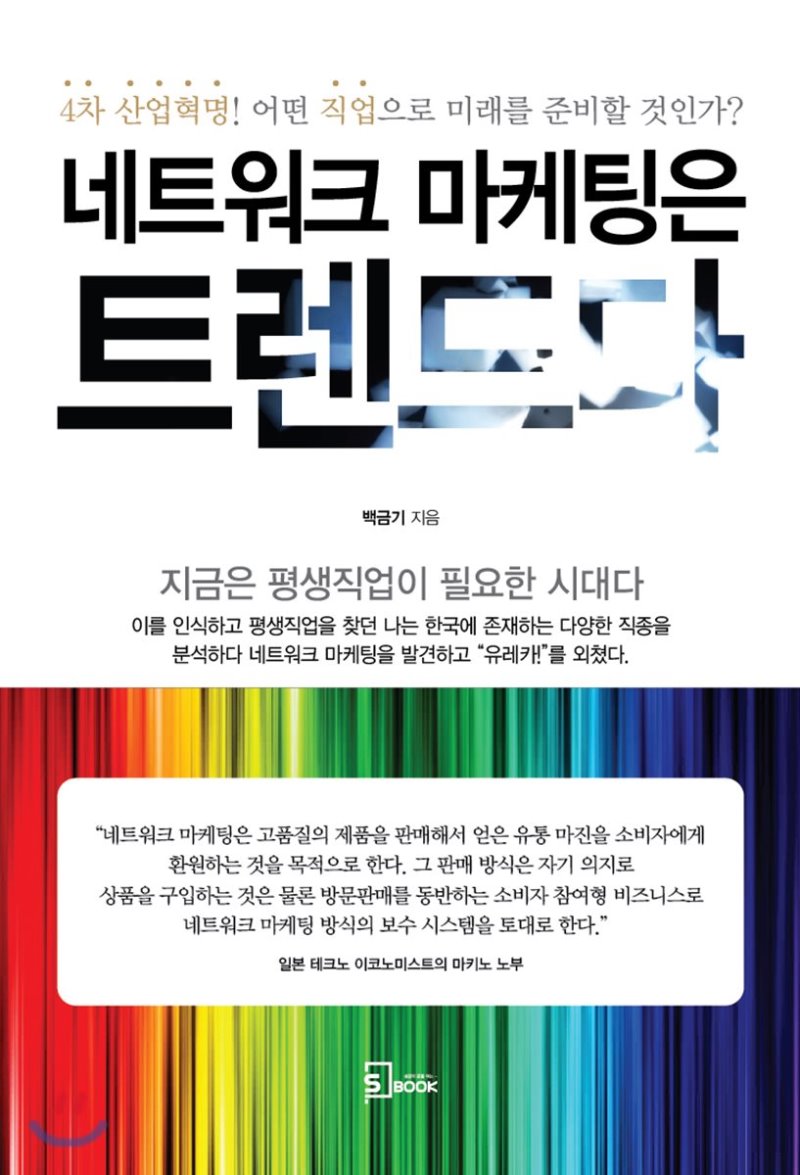 4차 산업혁명! 어떤 직업으로 미래를 준비할 것인가?
네트워크 마케팅은
트렌드다
백금기 지음
지금은 평생직업이 필요한 시대다
이를 인식하고 평생직업을 찾던 나는 한국에 존재하는 다양한 직종을
분석하다 네트워크 마케팅을 발견하고 “유레카!”를 외쳤다.
“네트워크 마케팅은 고품질의 제품을 판매해서 얻은 유통 마진을 소비자에게
환원하는 것을 목적으로 한다. 그 판매 방식은 자기 의지로
상품을 구입하는 것은 물론 방문판매를 동반하는 소비자 참여형 비즈니스로
네트워크 마케팅 방식의 보수 시스템을 토대로 한다.”
일본 테크노 이코노미스트의 마키노 노부
S BOOK